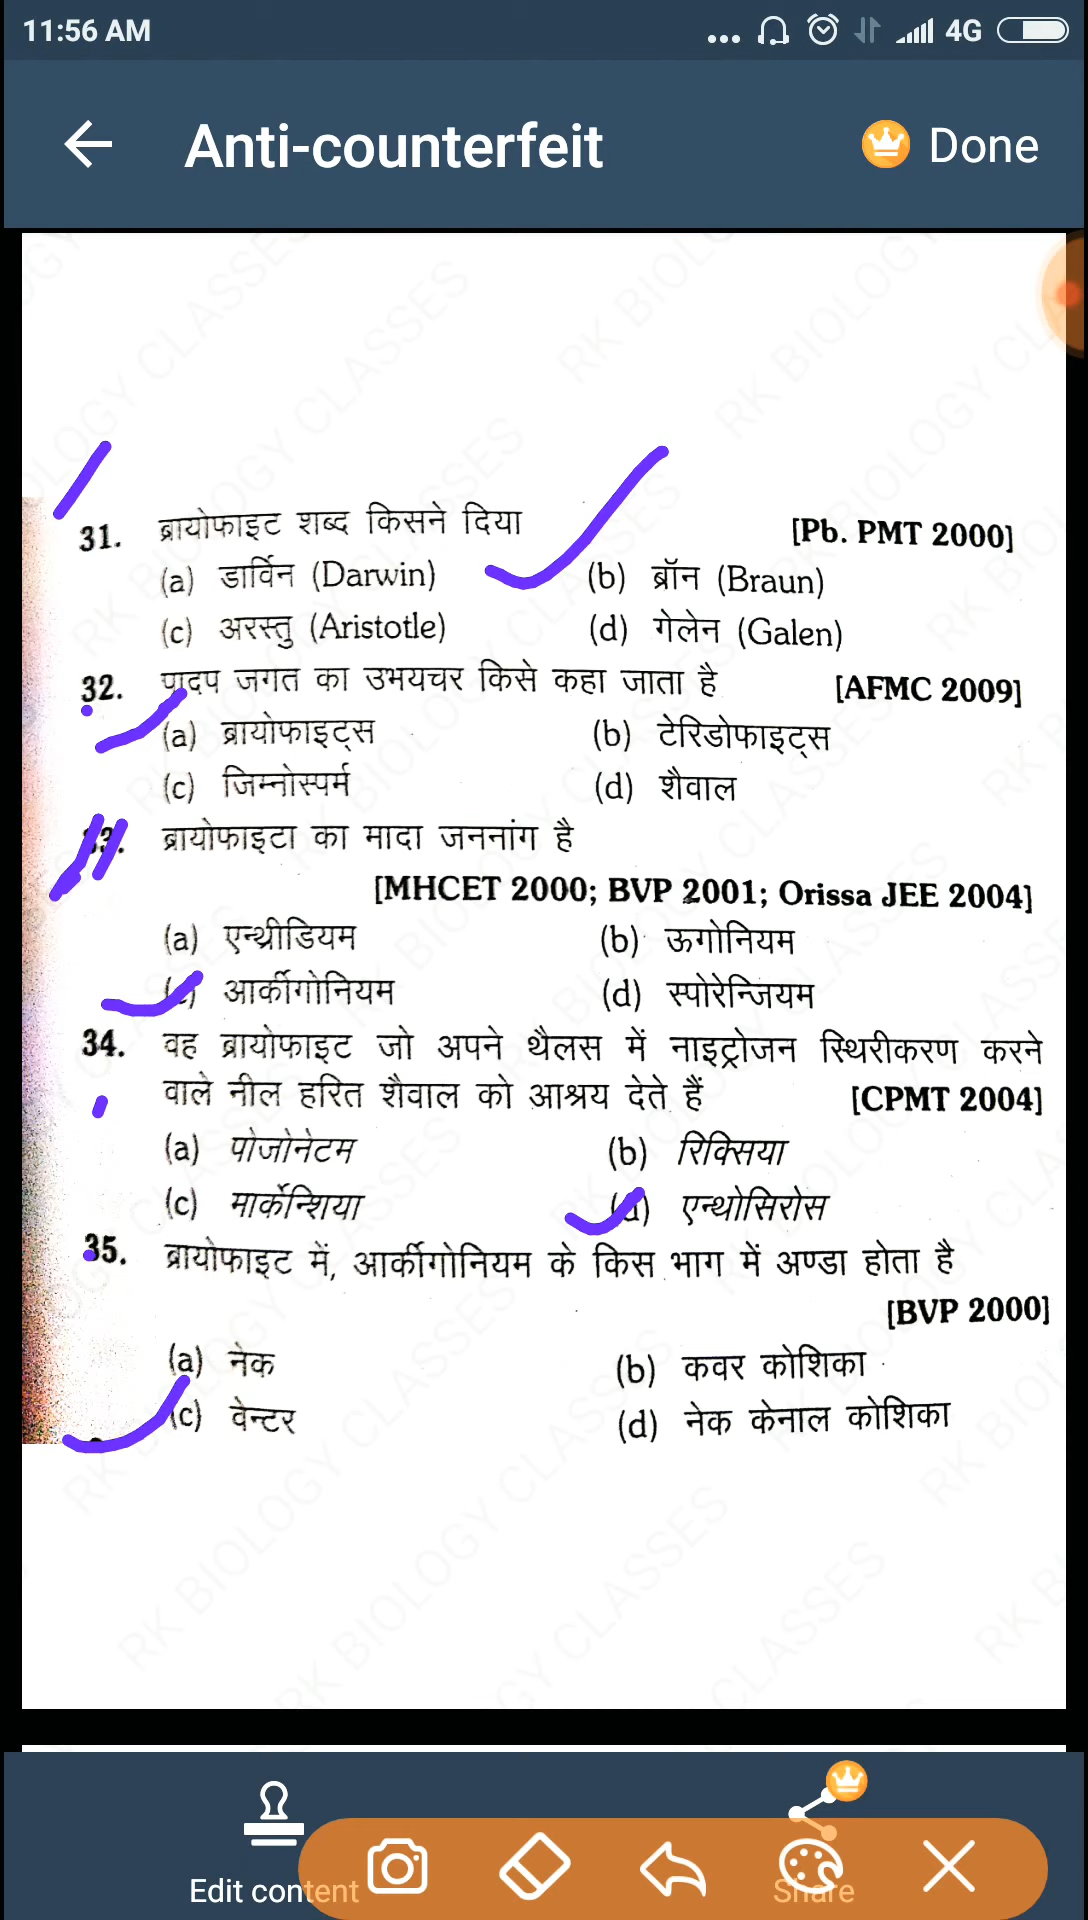 11:56 AM
4G
Anti-counterfeit
Done
31. ब्रायोफाइट शब्द किसने दिया [Pb. PMT 2000]
(a) डार्विन (Darwin) (b) ब्रॉन (Braun)
(c) अरस्तु (Aristotle) (d) गेलेन (Galen)
32. पादप जगत का उभयचर किसे कहा जाता है [AFMC 2009]
(a) ब्रायोफाइट्स (b) टेरिडोफाइट्स
(c) जिम्नोस्पर्म (d) शैवाल
33. ब्रायोफाइटा का मादा जननांग है
[MHCET 2000; BVP 2001; Orissa JEE 2004]
(a) एन्थ्रीडियम (b) ऊगोनियम
(c) आर्कीगोनियम (d) स्पोरेन्जियम
34. वह ब्रायोफाइट जो अपने थैलस में नाइट्रोजन स्थिरीकरण करने
वाले नील हरित शैवाल को आश्रय देते हैं [CPMT 2004]
(a) पोजोनेटम (b) रिक्सिया
(c) मार्केन्शिया (d) एन्थोसिरोस
35. ब्रायोफाइट में, आर्कीगोनियम के किस भाग में अण्डा होता है
[BVP 2000]
(a) नेक (b) कवर कोशिका
(c) वेन्टर (d) नेक केनाल कोशिका
RK BIOLOGY CLASSES
Edit content
Share